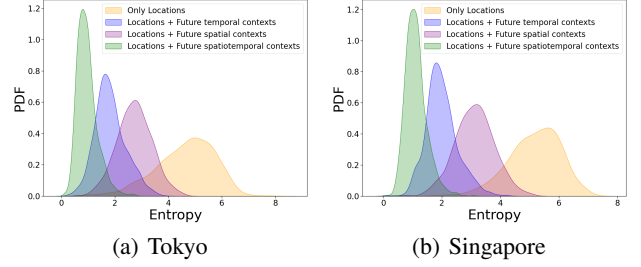 1.2
1.0
0.8
0.6
0.4
0.2
0.0
PDF
Only Locations
Locations + Future temporal contexts
Locations + Future spatial contexts
Locations + Future spatiotemporal contexts
0 2 4 6 8
Entropy
(a) Tokyo
1.2
1.0
0.8
0.6
0.4
0.2
0.0
PDF
Only Locations
Locations + Future temporal contexts
Locations + Future spatial contexts
Locations + Future spatiotemporal contexts
0 2 4 6 8
Entropy
(b) Singapore